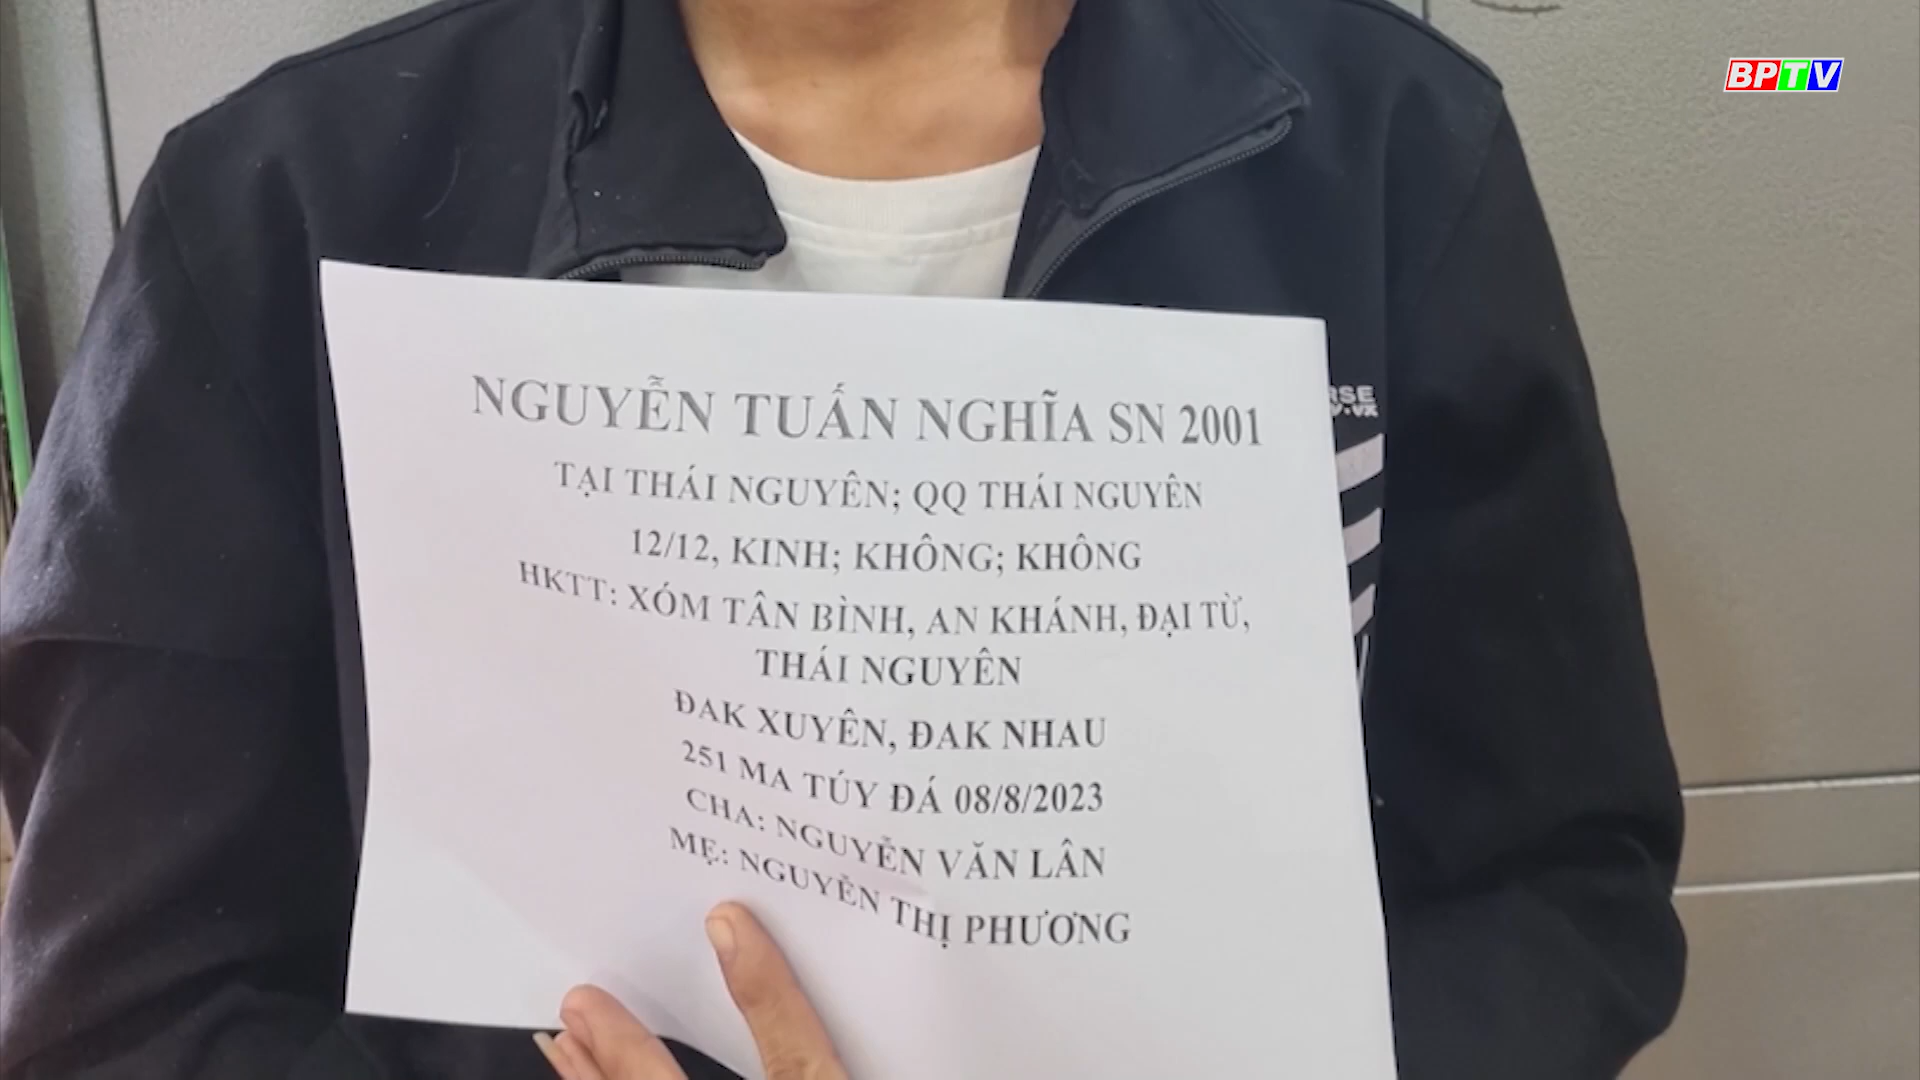 BPTV
RSE
NGUYỄN TUẤN NGHĨA SN 2001
TẠI THÁI NGUYÊN; QQ THÁI NGUYÊN
12/12, KINH; KHÔNG; KHÔNG
HKTT: XÓM TÂN BÌNH, AN KHÁNH, ĐẠI TỪ,
THÁI NGUYÊN
ĐAK XUYÊN, ĐAK NHAU
251 MA TÚY ĐÁ 08/8/2023
CHA: NGUYỄN VĂN LÂN
MẸ: NGUYỄN THỊ PHƯƠNG